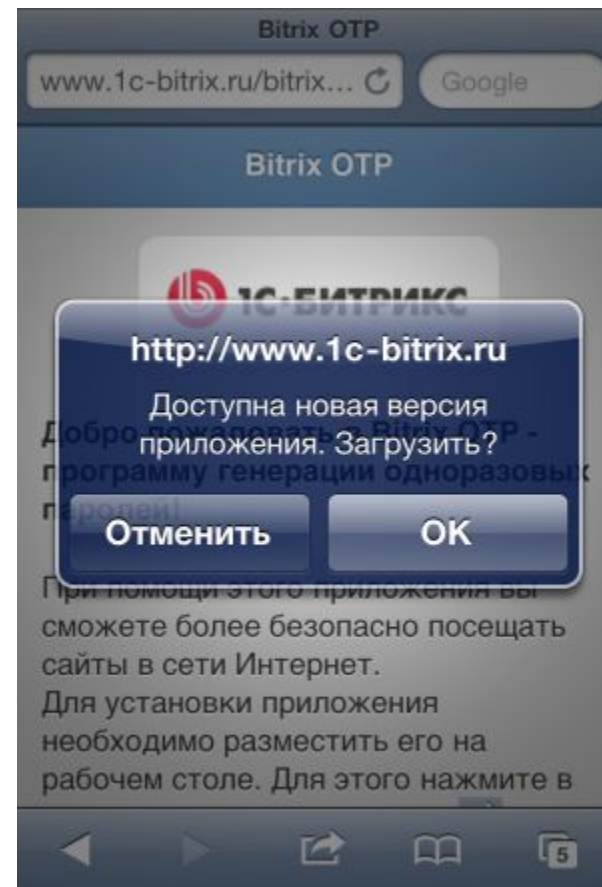 Bitrix OTP
www.1c-bitrix.ru/bitrix... Google
Bitrix OTP
1С·БИТРИКС
http://www.1c-bitrix.ru
Доступна новая версия
приложения. Загрузить?
Отменить OK
Добро пожаловать в Bitrix OTP -
программу генерации одноразовых
паролей!
При помощи этого приложения вы
сможете более безопасно посещать
сайты в сети Интернет.
Для установки приложения
необходимо разместить его на
рабочем столе. Для этого нажмите в
5